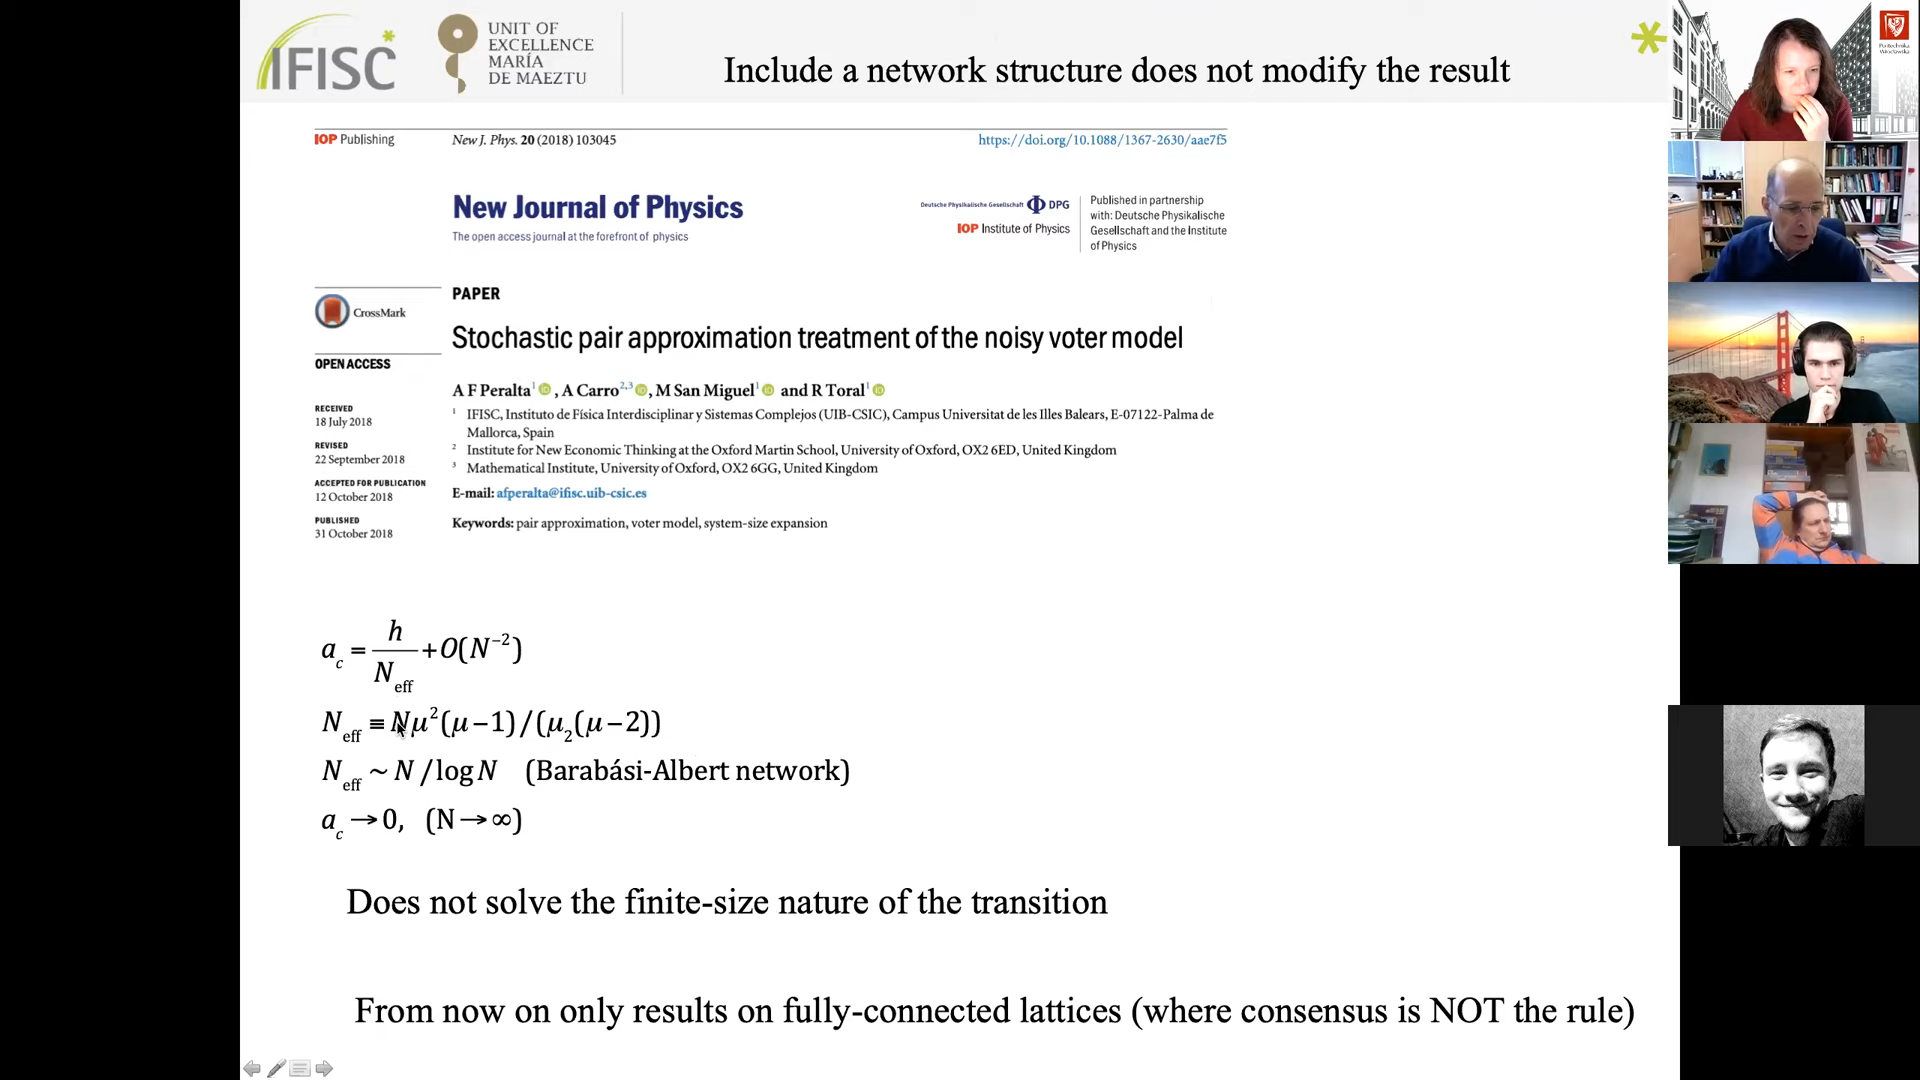 IFISC
UNIT OF
EXCELLENCE
MARÍA
DE MAEZTU
Include a network structure does not modify the result
IOP Publishing
New J. Phys. 20 (2018) 103045
https://doi.org/10.1088/1367-2630/aae7f5
New Journal of Physics
The open access journal at the forefront of physics
Deutsche Physikalische Gesellschaft DPG
IOP Institute of Physics
Published in partnership
with: Deutsche Physikalische
Gesellschaft and the Institute
of Physics
CrossMark
OPEN ACCESS
RECEIVED
18 July 2018
REVISED
22 September 2018
ACCEPTED FOR PUBLICATION
12 October 2018
PUBLISHED
31 October 2018
PAPER
Stochastic pair approximation treatment of the noisy voter model
A F Peralta¹, A Carro²,³, M San Miguel¹ and R Toral¹
¹ IFISC, Instituto de Física Interdisciplinar y Sistemas Complejos (UIB-CSIC), Campus Universitat de les Illes Balears, E-07122-Palma de
Mallorca, Spain
² Institute for New Economic Thinking at the Oxford Martin School, University of Oxford, OX2 6ED, United Kingdom
³ Mathematical Institute, University of Oxford, OX2 6GG, United Kingdom
E-mail: afperalta@ifisc.uib-csic.es
Keywords: pair approximation, voter model, system-size expansion
a_c = h/N_eff + O(N⁻²)
N_eff ≡ Nμ²(μ−1)/(μ₂(μ−2))
N_eff ~ N/log N (Barabási-Albert network)
a_c → 0, (N → ∞)
Does not solve the finite-size nature of the transition
From now on only results on fully-connected lattices (where consensus is NOT the rule)
Politechnika
Wrocławska